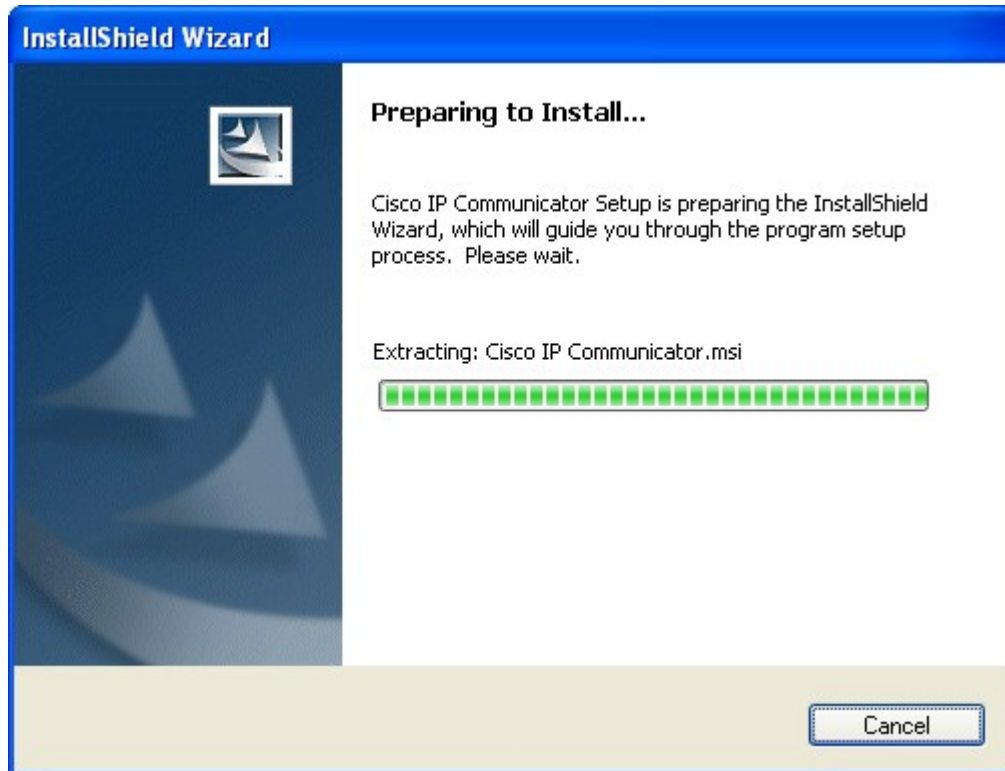 InstallShield Wizard
Preparing to Install...
Cisco IP Communicator Setup is preparing the InstallShield
Wizard, which will guide you through the program setup
process.  Please wait.
Extracting: Cisco IP Communicator.msi
Cancel